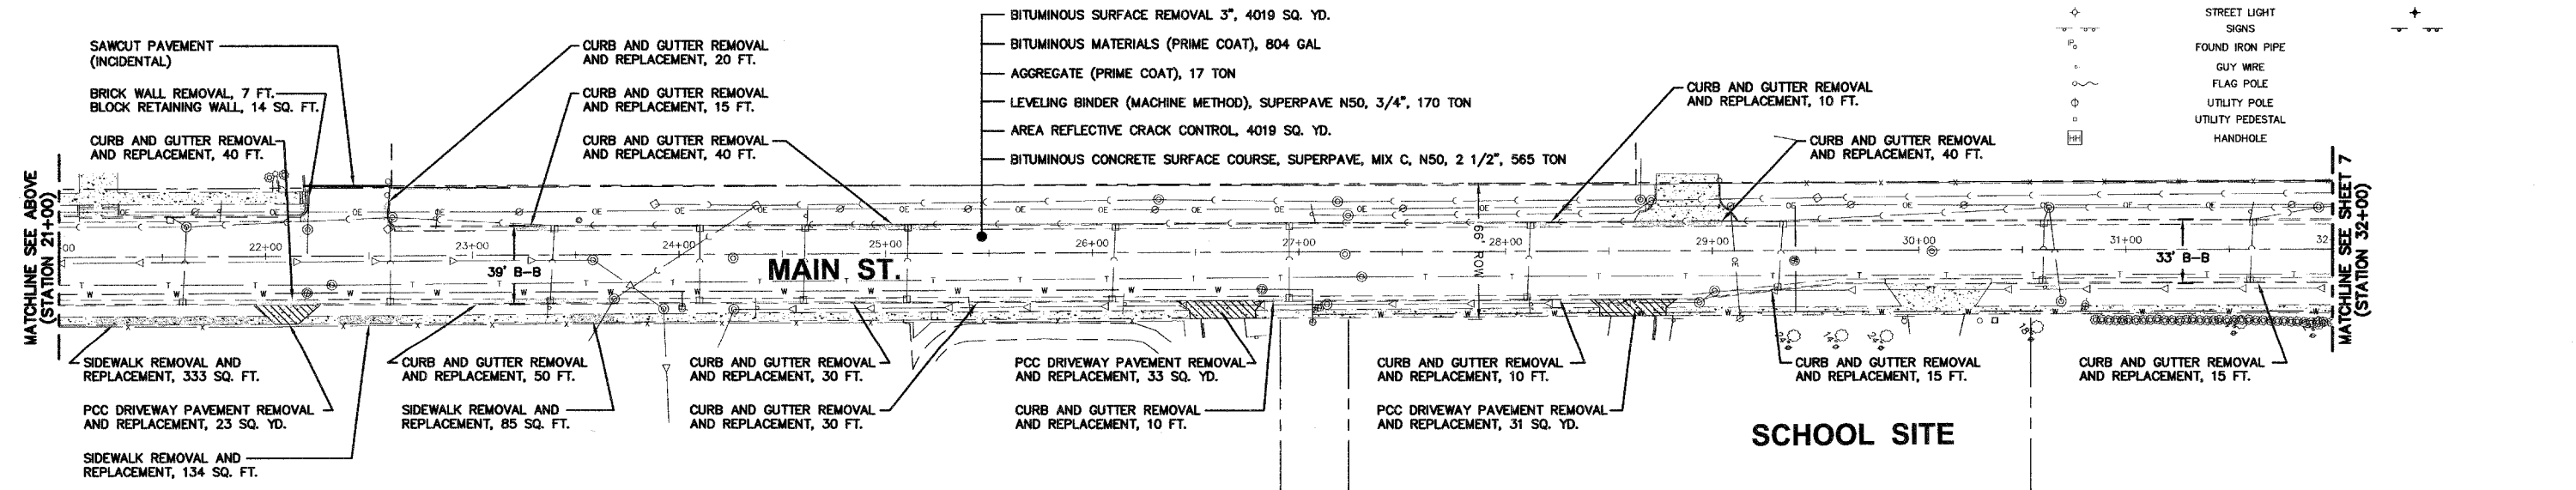 BITUMINOUS SURFACE REMOVAL 3", 4019 SQ. YD.
BITUMINOUS MATERIALS (PRIME COAT), 804 GAL
AGGREGATE (PRIME COAT), 17 TON
LEVELING BINDER (MACHINE METHOD), SUPERPAVE N50, 3/4", 170 TON
AREA REFLECTIVE CRACK CONTROL, 4019 SQ. YD.
BITUMINOUS CONCRETE SURFACE COURSE, SUPERPAVE, MIX C, N50, 2 1/2", 565 TON
STREET LIGHT
SIGNS
FOUND IRON PIPE
GUY WIRE
FLAG POLE
UTILITY POLE
UTILITY PEDESTAL
HH HANDHOLE
SAWCUT PAVEMENT
(INCIDENTAL)
BRICK WALL REMOVAL, 7 FT.
BLOCK RETAINING WALL, 14 SQ. FT.
CURB AND GUTTER REMOVAL
AND REPLACEMENT, 40 FT.
CURB AND GUTTER REMOVAL
AND REPLACEMENT, 20 FT.
CURB AND GUTTER REMOVAL
AND REPLACEMENT, 15 FT.
CURB AND GUTTER REMOVAL
AND REPLACEMENT, 40 FT.
CURB AND GUTTER REMOVAL
AND REPLACEMENT, 10 FT.
CURB AND GUTTER REMOVAL
AND REPLACEMENT, 40 FT.
MATCHLINE SEE ABOVE
(STATION 21+00)
MATCHLINE SEE SHEET 7
(STATION 32+00)
00 22+00 23+00 24+00 25+00 26+00 27+00 28+00 29+00 30+00 31+00 32
39' B-B
MAIN ST.
66' ROW
33' B-B
SIDEWALK REMOVAL AND
REPLACEMENT, 333 SQ. FT.
PCC DRIVEWAY PAVEMENT REMOVAL
AND REPLACEMENT, 23 SQ. YD.
SIDEWALK REMOVAL AND
REPLACEMENT, 134 SQ. FT.
CURB AND GUTTER REMOVAL
AND REPLACEMENT, 50 FT.
SIDEWALK REMOVAL AND
REPLACEMENT, 85 SQ. FT.
CURB AND GUTTER REMOVAL
AND REPLACEMENT, 30 FT.
CURB AND GUTTER REMOVAL
AND REPLACEMENT, 30 FT.
PCC DRIVEWAY PAVEMENT REMOVAL
AND REPLACEMENT, 33 SQ. YD.
CURB AND GUTTER REMOVAL
AND REPLACEMENT, 10 FT.
CURB AND GUTTER REMOVAL
AND REPLACEMENT, 10 FT.
PCC DRIVEWAY PAVEMENT REMOVAL
AND REPLACEMENT, 31 SQ. YD.
CURB AND GUTTER REMOVAL
AND REPLACEMENT, 15 FT.
CURB AND GUTTER REMOVAL
AND REPLACEMENT, 15 FT.
SCHOOL SITE